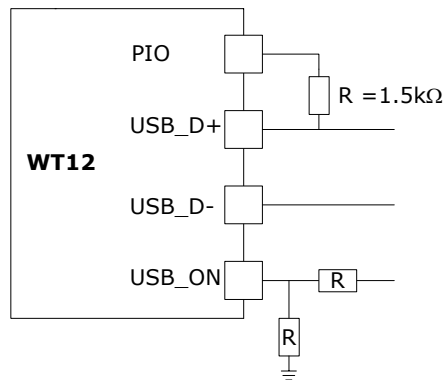 PIO
R =1.5kΩ
USB_D+
WT12
USB_D-
USB_ON
R
R